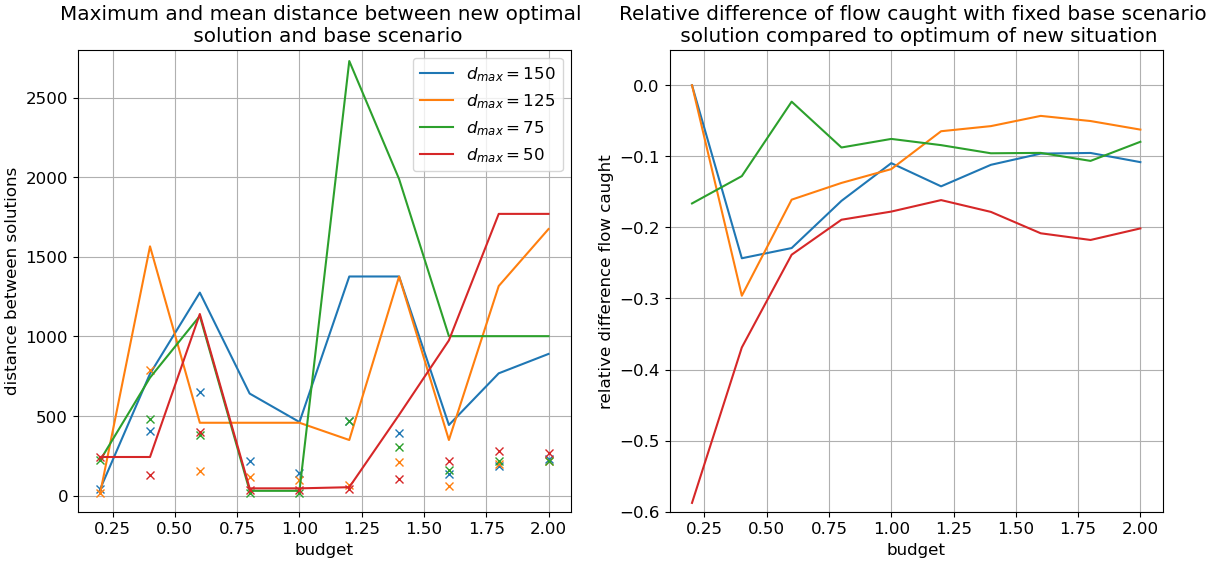 Maximum and mean distance between new optimal
solution and base scenario
distance between solutions
2500
2000
1500
1000
500
0
0.25 0.50 0.75 1.00 1.25 1.50 1.75 2.00
budget
d_max = 150
d_max = 125
d_max = 75
d_max = 50
Relative difference of flow caught with fixed base scenario
solution compared to optimum of new situation
relative difference flow caught
0.0
−0.1
−0.2
−0.3
−0.4
−0.5
−0.6
0.25 0.50 0.75 1.00 1.25 1.50 1.75 2.00
budget